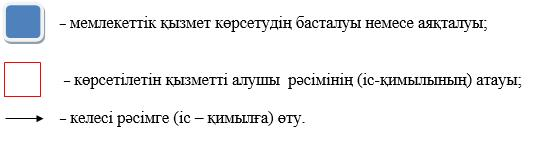 – мемлекеттік қызмет көрсетудің басталуы немесе аяқталуы;
– көрсетілетін қызметті алушы рәсімінің (іс-қимылының) атауы;
– келесі рәсімге (іс – қимылға) өту.